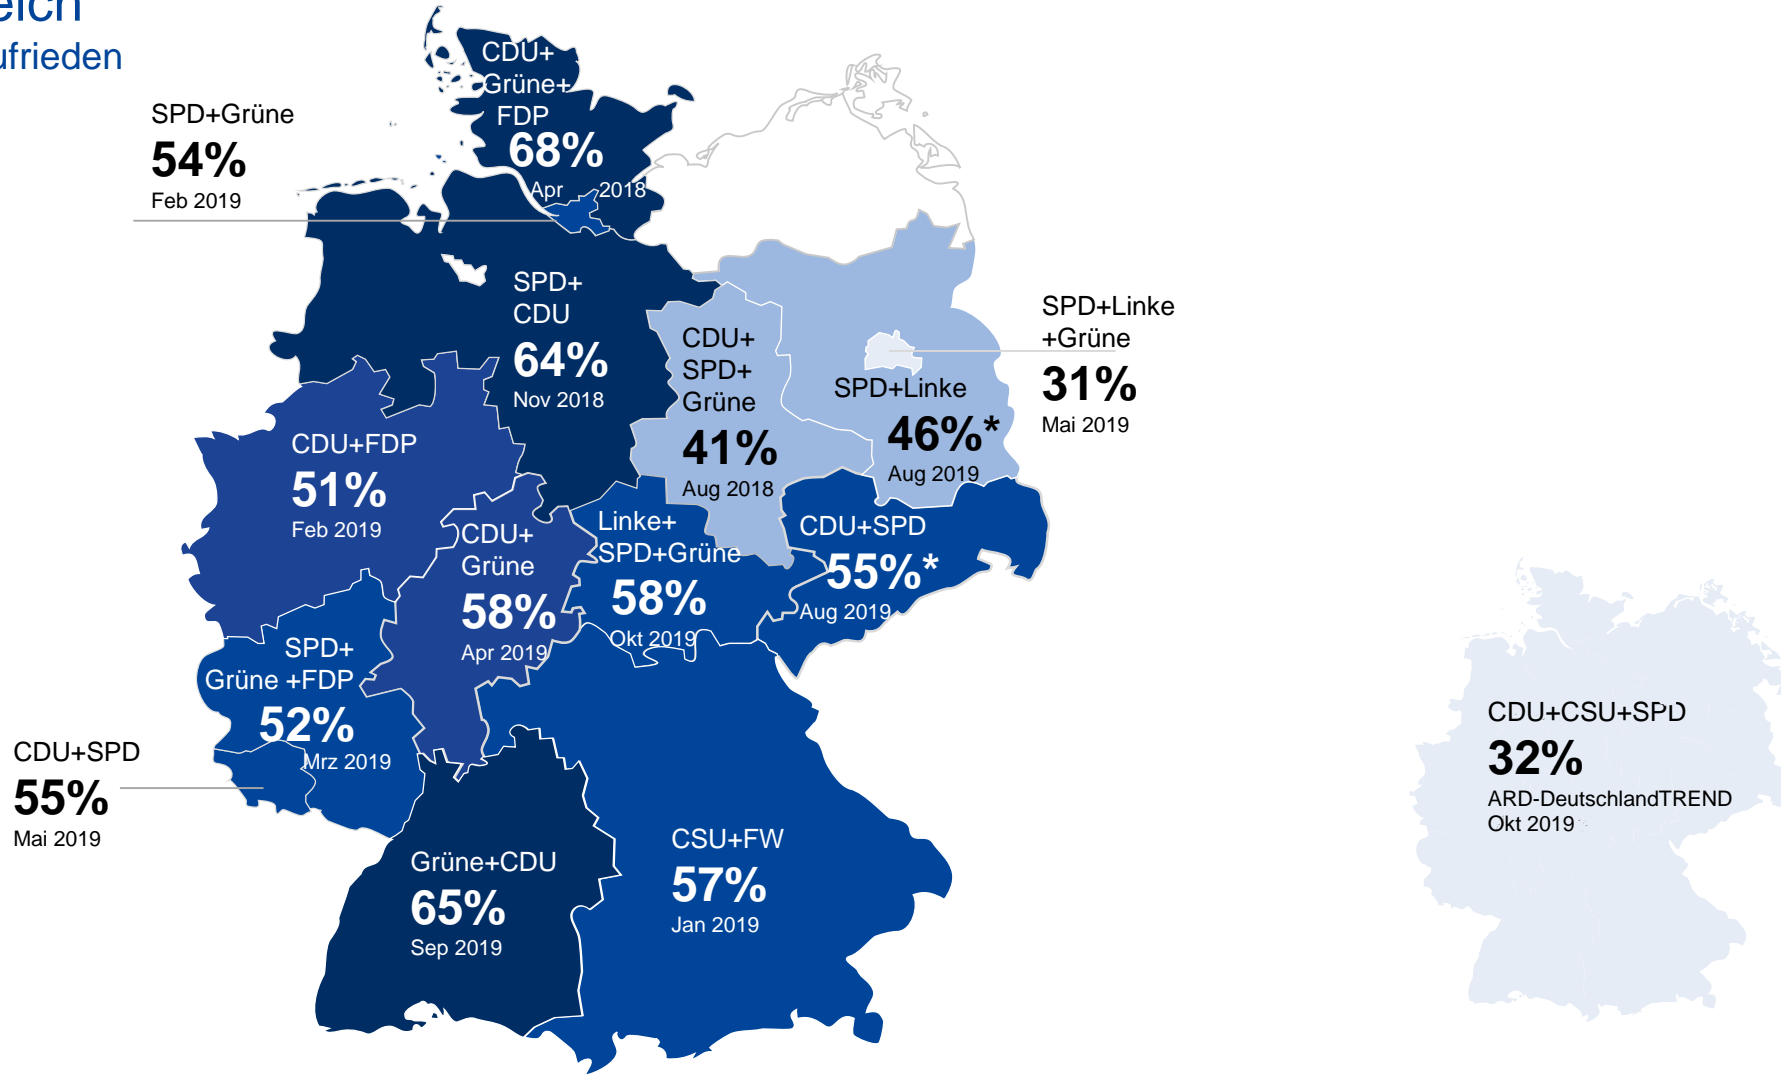 ufrieden
CDU+
Grüne+
FDP
68%
Apr 2018
SPD+Grüne
54%
Feb 2019
SPD+
CDU
64%
Nov 2018
CDU+
SPD+
Grüne
41%
Aug 2018
SPD+Linke
+Grüne
31%
Mai 2019
SPD+Linke
46%*
Aug 2019
CDU+FDP
51%
Feb 2019
CDU+
Grüne
58%
Apr 2019
Linke+
SPD+Grüne
58%
Okt 2019
CDU+SPD
55%*
Aug 2019
SPD+
Grüne +FDP
52%
Mrz 2019
CDU+SPD
55%
Mai 2019
Grüne+CDU
65%
Sep 2019
CSU+FW
57%
Jan 2019
CDU+CSU+SPD
32%
ARD-DeutschlandTREND
Okt 2019